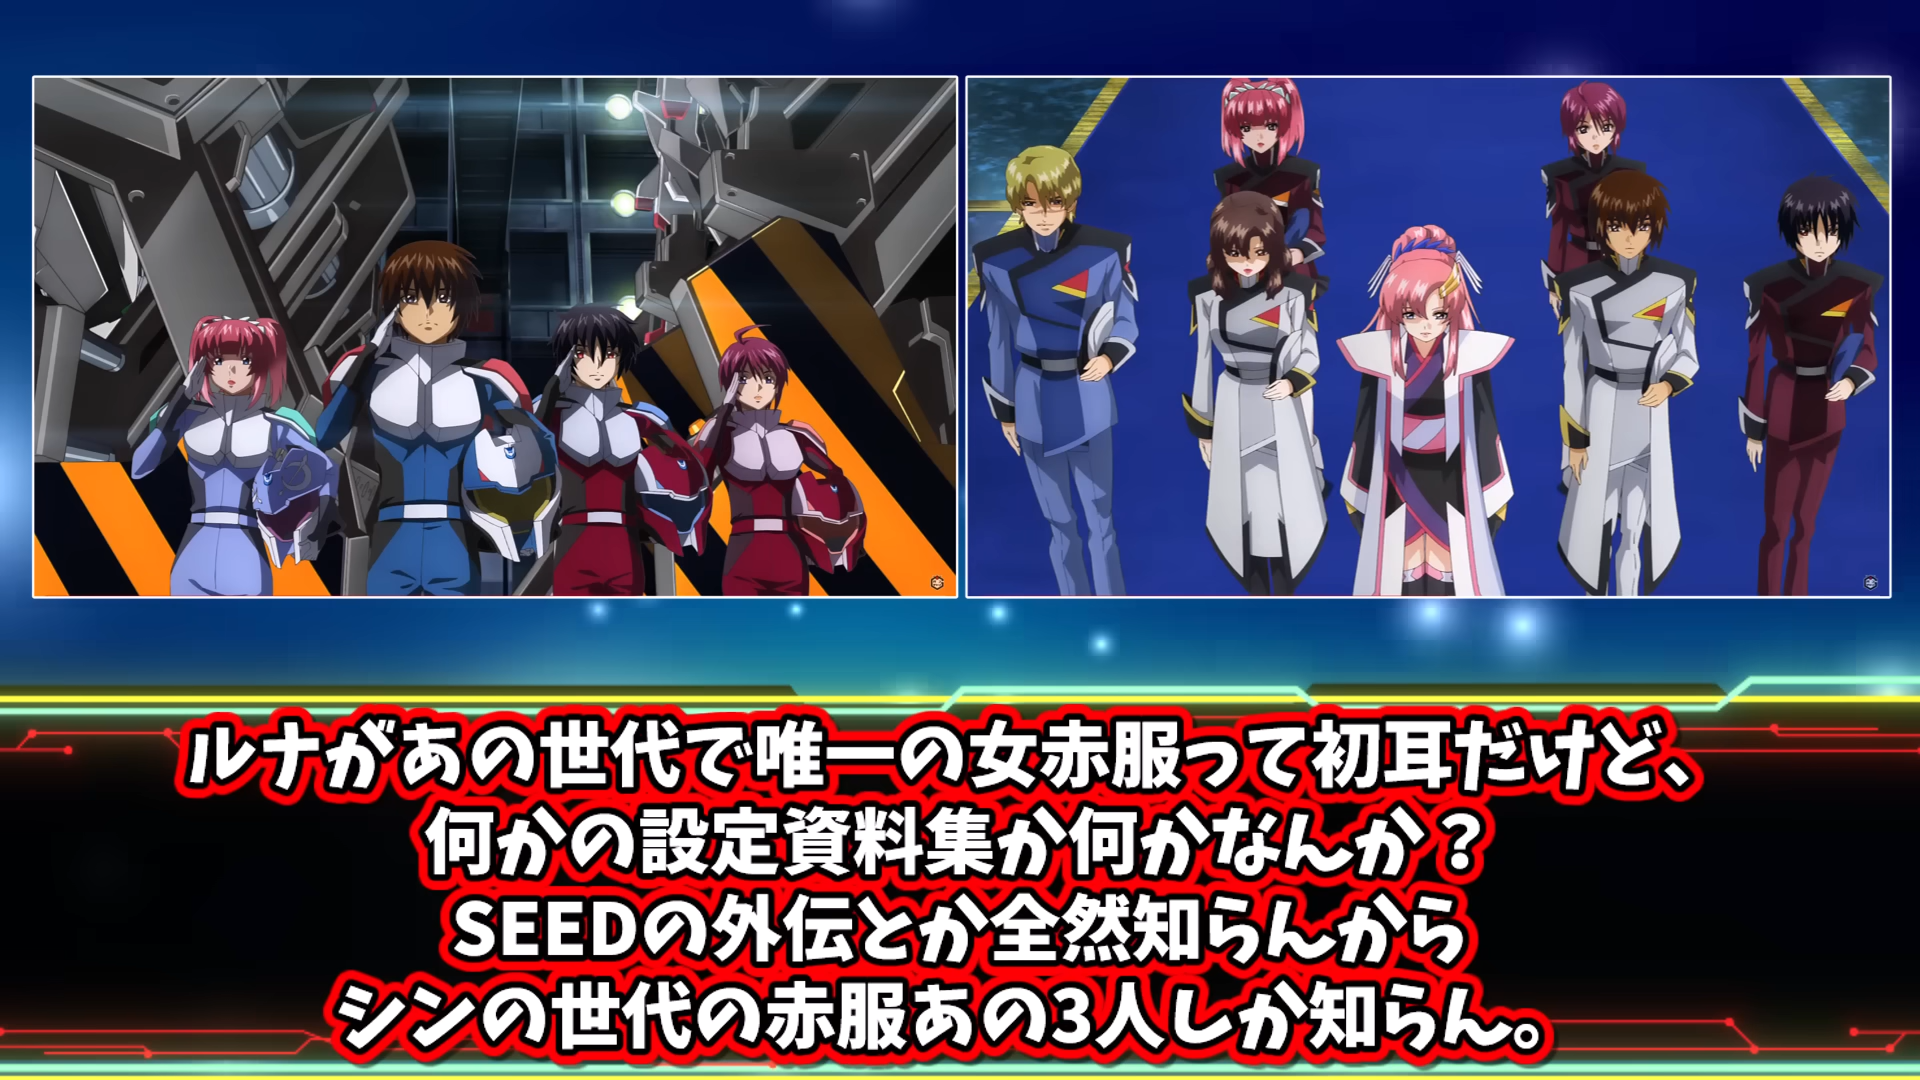 ルナがあの世代で唯一の女赤服って初耳だけど、
何かの設定資料集か何かなんか？
SEEDの外伝とか全然知らんから
シンの世代の赤服あの3人しか知らん。